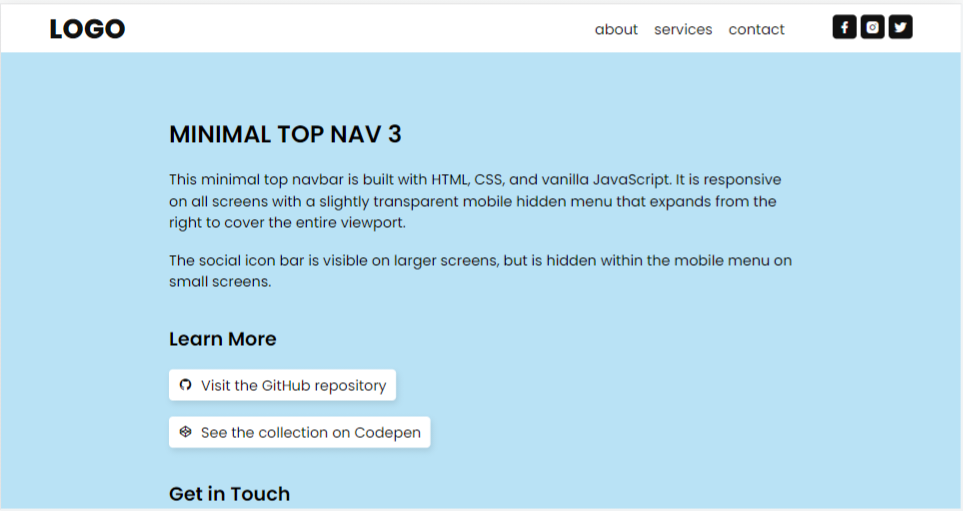 LOGO
about services contact
MINIMAL TOP NAV 3
This minimal top navbar is built with HTML, CSS, and vanilla JavaScript. It is responsive
on all screens with a slightly transparent mobile hidden menu that expands from the
right to cover the entire viewport.
The social icon bar is visible on larger screens, but is hidden within the mobile menu on
small screens.
Learn More
Visit the GitHub repository
See the collection on Codepen
Get in Touch